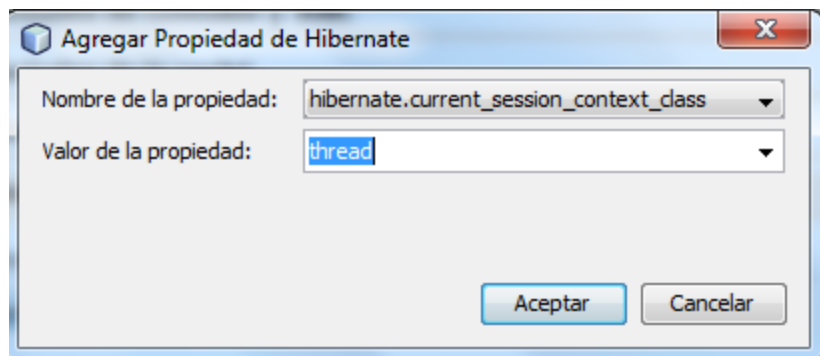 Agregar Propiedad de Hibernate
Nombre de la propiedad: hibernate.current_session_context_class
Valor de la propiedad: thread
Aceptar Cancelar